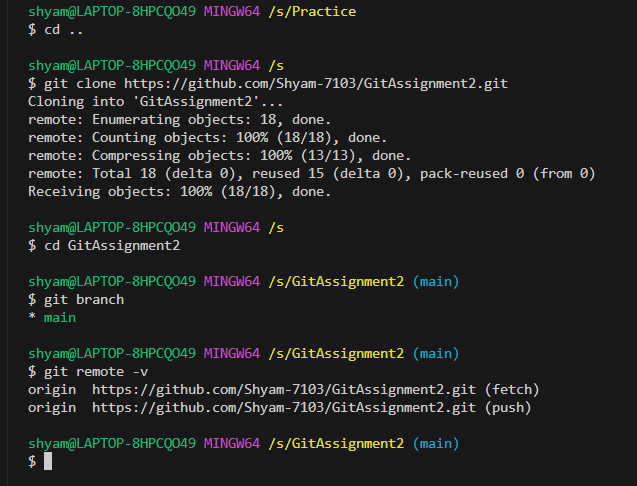 shyam@LAPTOP-8HPCQO49 MINGW64 /s/Practice
$ cd ..
shyam@LAPTOP-8HPCQO49 MINGW64 /s
$ git clone https://github.com/Shyam-7103/GitAssignment2.git
Cloning into 'GitAssignment2'...
remote: Enumerating objects: 18, done.
remote: Counting objects: 100% (18/18), done.
remote: Compressing objects: 100% (13/13), done.
remote: Total 18 (delta 0), reused 15 (delta 0), pack-reused 0 (from 0)
Receiving objects: 100% (18/18), done.
shyam@LAPTOP-8HPCQO49 MINGW64 /s
$ cd GitAssignment2
shyam@LAPTOP-8HPCQO49 MINGW64 /s/GitAssignment2 (main)
$ git branch
* main
shyam@LAPTOP-8HPCQO49 MINGW64 /s/GitAssignment2 (main)
$ git remote -v
origin  https://github.com/Shyam-7103/GitAssignment2.git (fetch)
origin  https://github.com/Shyam-7103/GitAssignment2.git (push)
shyam@LAPTOP-8HPCQO49 MINGW64 /s/GitAssignment2 (main)
$